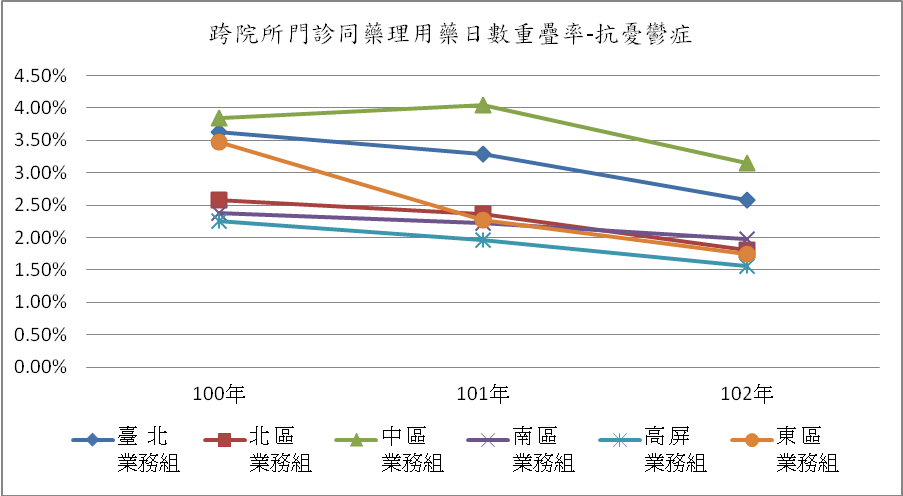 跨院所門診同藥理用藥日數重疊率-抗憂鬱症
4.50%
4.00%
3.50%
3.00%
2.50%
2.00%
1.50%
1.00%
0.50%
0.00%
100年 101年 102年
臺 北 北區 中區 南區 高屏 東區
業務組 業務組 業務組 業務組 業務組 業務組